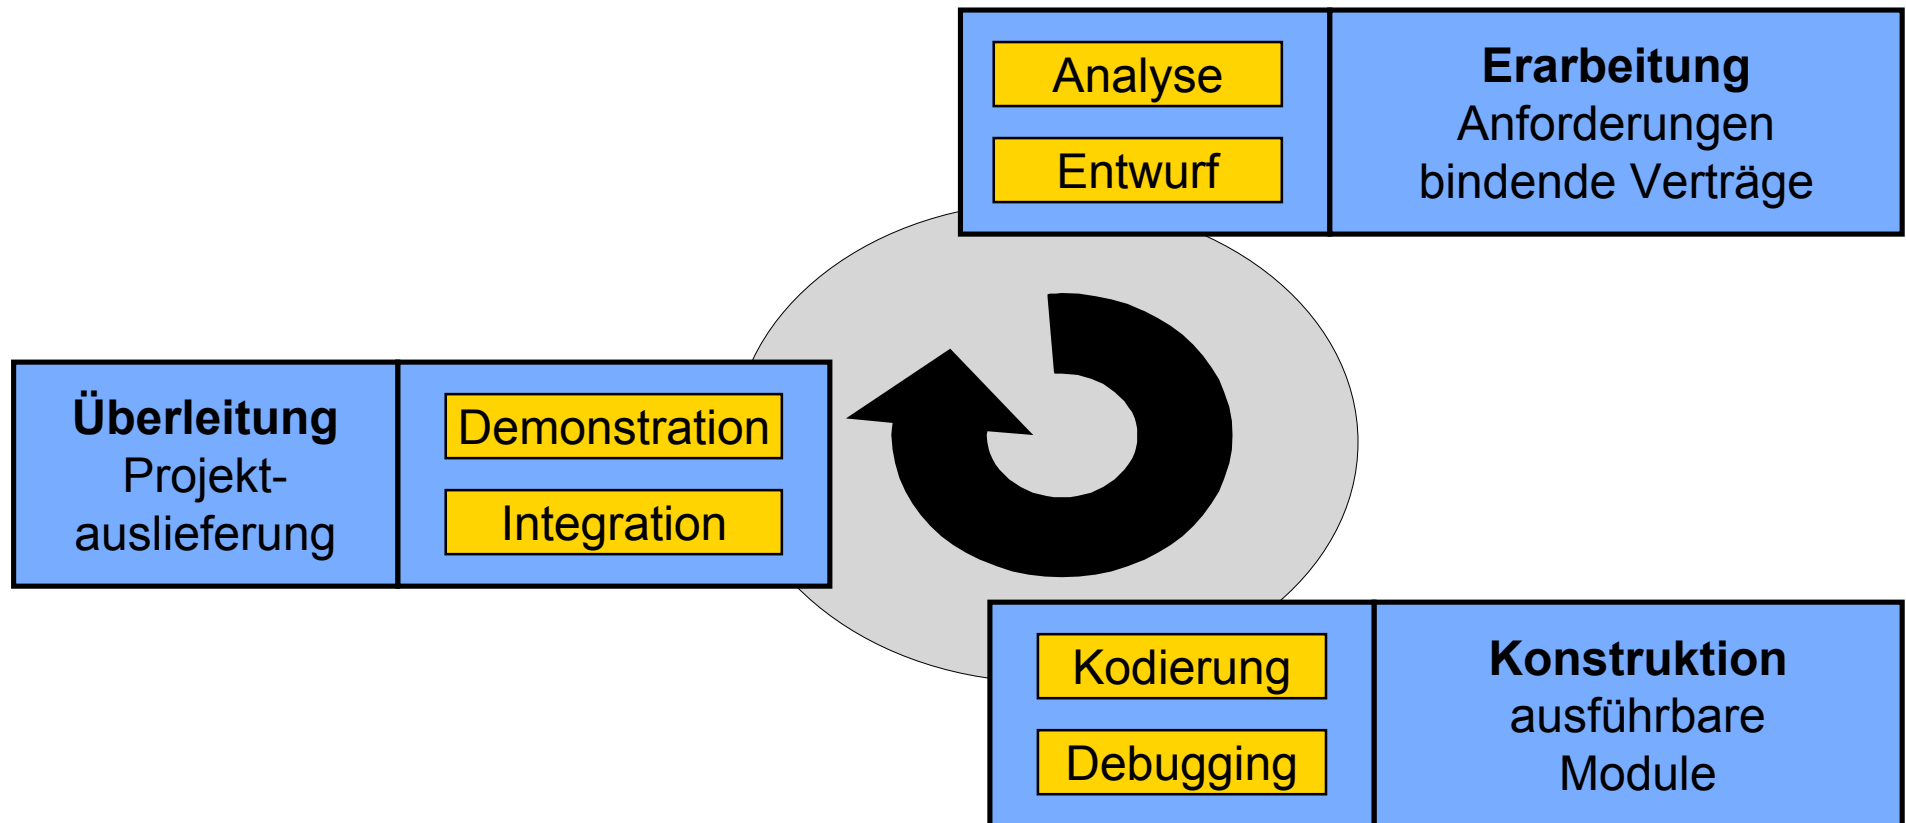 Analyse
Entwurf
Erarbeitung
Anforderungen
bindende Verträge
Überleitung
Projekt-
auslieferung
Demonstration
Integration
Kodierung
Debugging
Konstruktion
ausführbare
Module